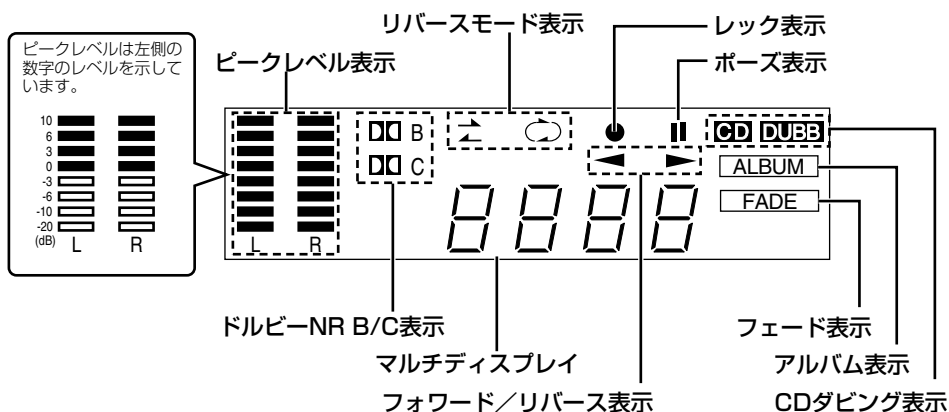 リバースモード表示
レック表示
ピークレベル表示
ポーズ表示
ピークレベルは左側の
数字のレベルを示して
います。
10
6
3
0
-3
-6
-10
-20
(dB)
L R
L R
B
C
CD DUBB
ALBUM
FADE
8888
ドルビーNR B/C表示
フェード表示
マルチディスプレイ
アルバム表示
フォワード／リバース表示
CDダビング表示